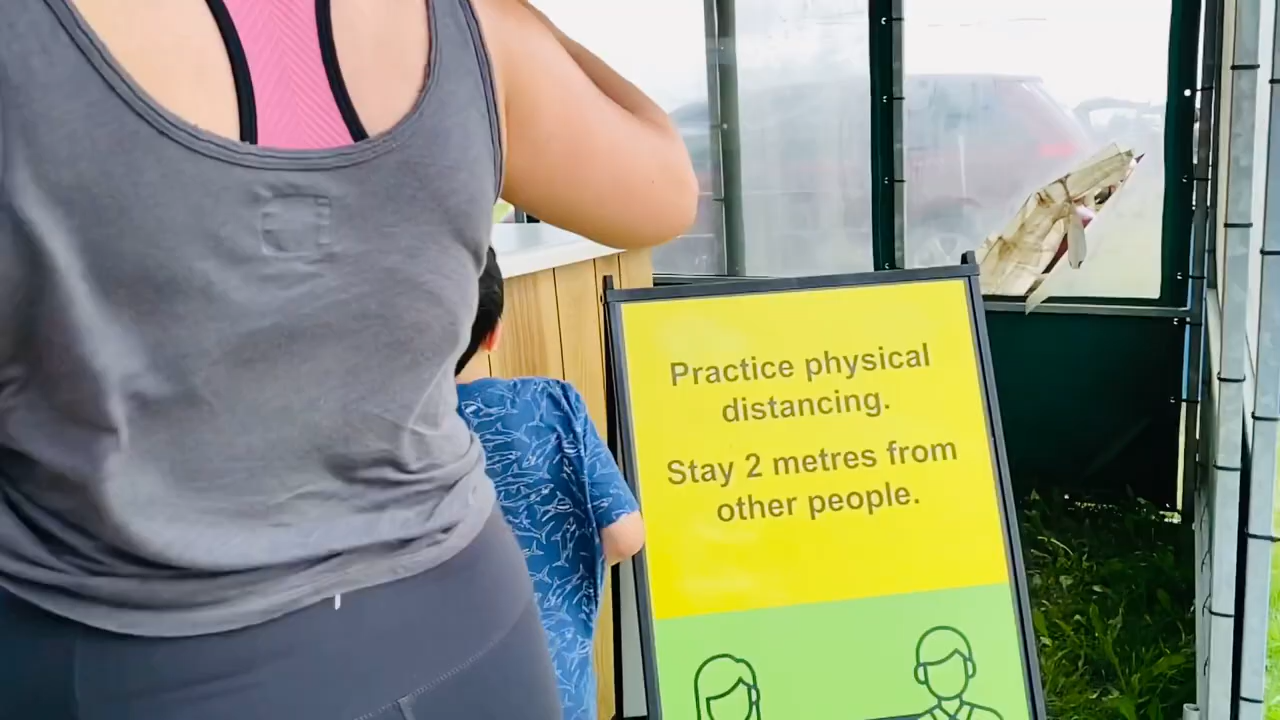 Practice physical
distancing.
Stay 2 metres from
other people.